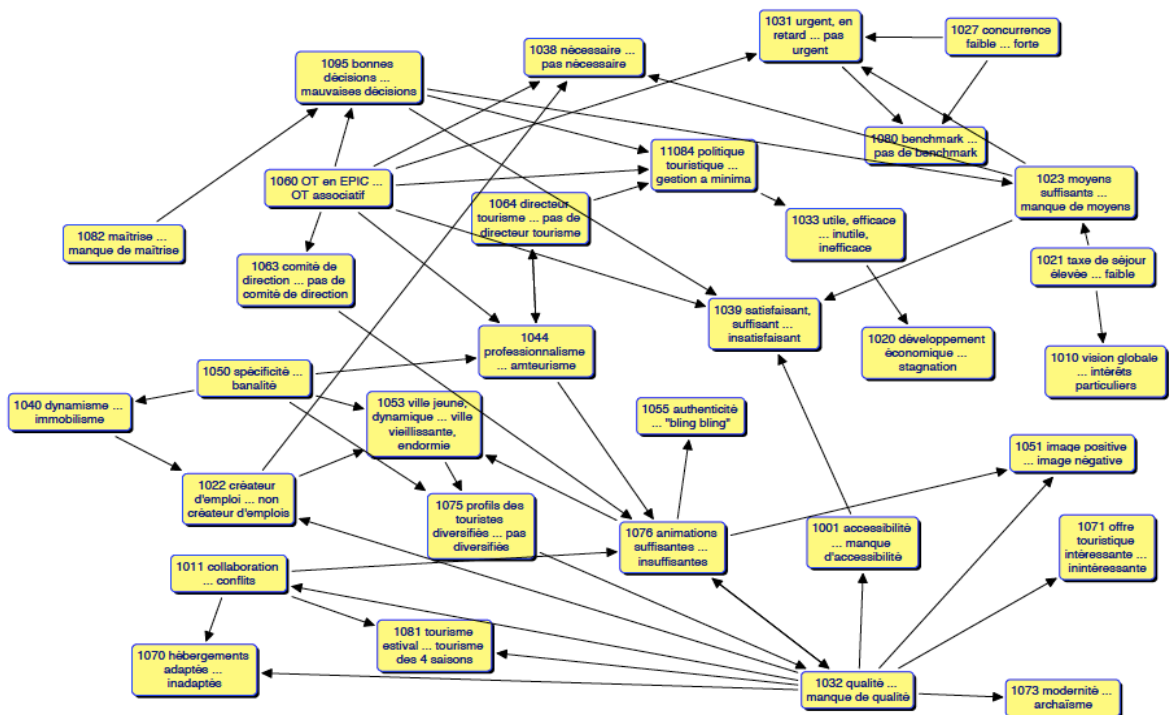 1031 urgent, en
retard ... pas
urgent
1027 concurrence
faible ... forte
1038 nécessaire ...
pas nécessaire
1095 bonnes
décisions ...
mauvaises décisions
1080 benchmark ...
pas de benchmark
11084 politique
touristique ...
gestion a minima
1060 OT en EPIC ...
OT associatif
1023 moyens
suffisants ...
manque de moyens
1064 directeur
tourisme ... pas de
directeur tourisme
1033 utile, efficace
... inutile,
inefficace
1082 maîtrise ...
manque de maîtrise
1063 comité de
direction ... pas de
comité de direction
1021 taxe de séjour
élevée ... faible
1039 satisfaisant,
suffisant ...
insatisfaisant
1044
professionnalisme
... amteurisme
1020 développement
économique ...
stagnation
1010 vision globale
... intérêts
particuliers
1050 spécificité ...
banalité
1040 dynamisme ...
immobilisme
1053 ville jeune,
dynamique ... ville
vieillissante,
endormie
1055 authenticité
... "bling bling"
1051 image positive
... image négative
1022 créateur
d'emploi ... non
créateur d'emplois
1075 profils des
touristes
diversifiés ... pas
diversifiés
1076 animations
suffisantes ...
insuffisantes
1001 accessibilité
... manque
d'accessibilité
1071 offre
touristique
intéressante ...
inintéressante
1011 collaboration
... conflits
1081 tourisme
estival ... tourisme
des 4 saisons
1070 hébergements
adaptés ...
inadaptés
1032 qualité ...
manque de qualité
1073 modernité ...
archaïsme